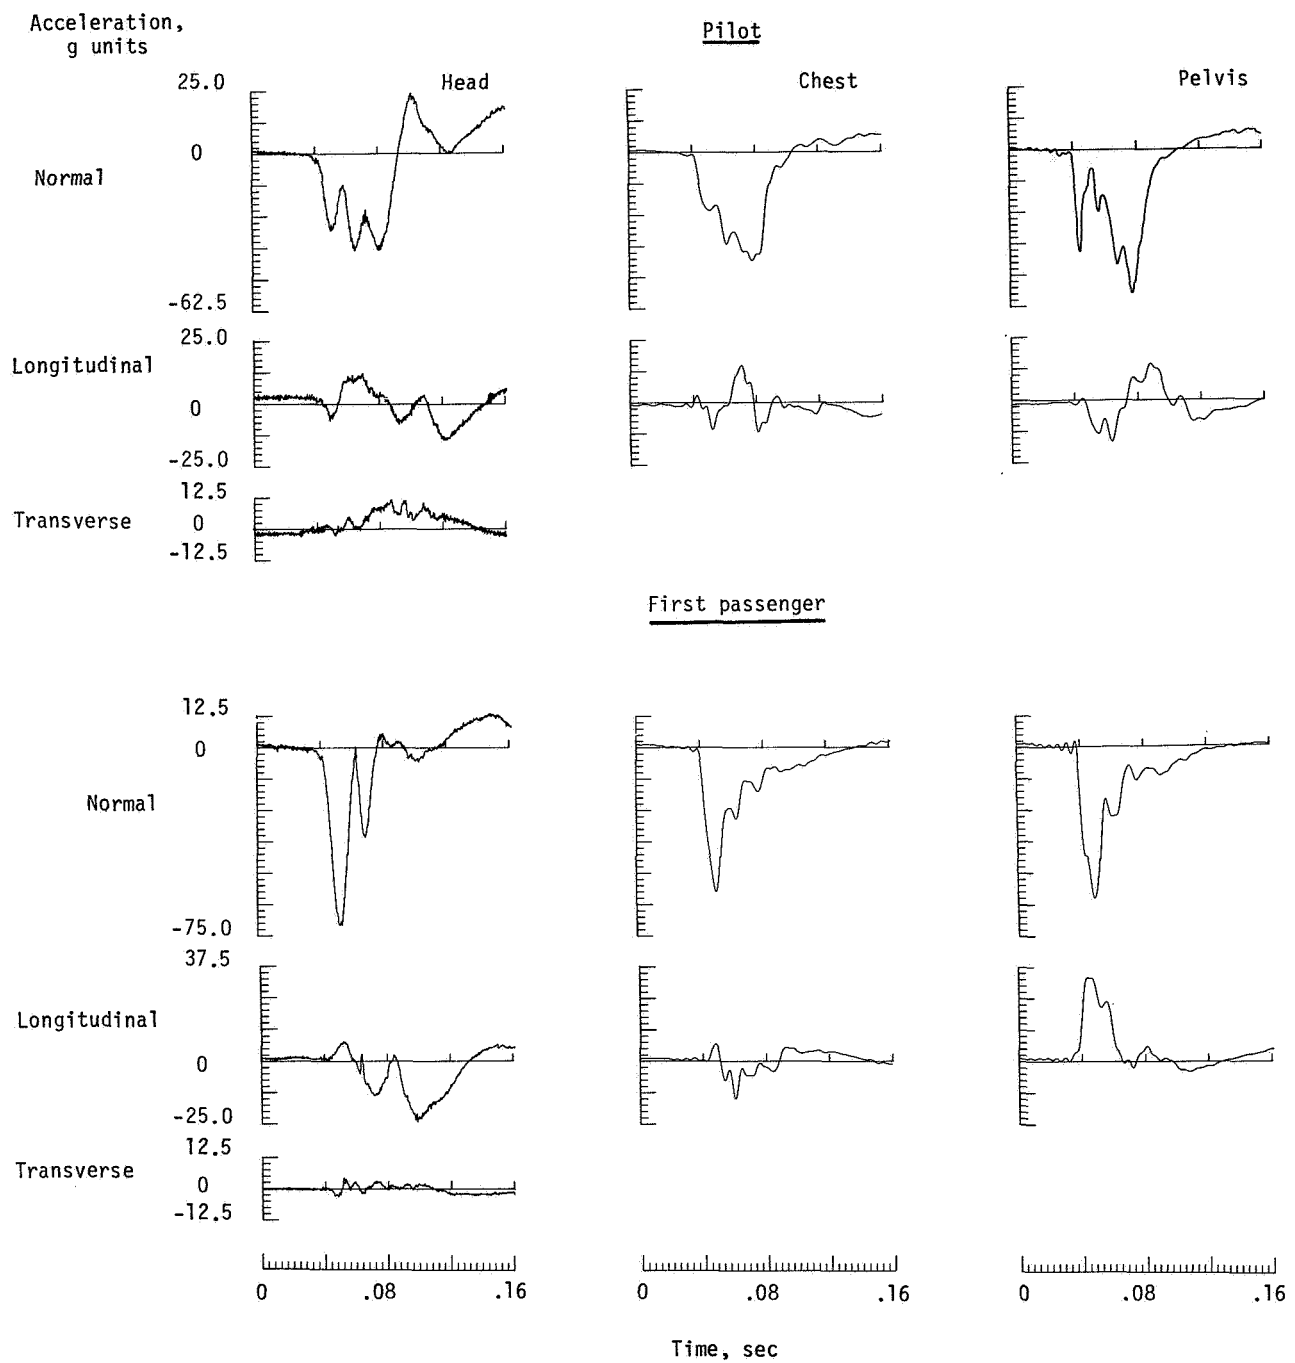 Acceleration,
g units
Pilot
25.0
Head
Chest
Pelvis
0
Normal
-62.5
25.0
Longitudinal
0
-25.0
12.5
Transverse
0
-12.5
First passenger
12.5
0
Normal
-75.0
37.5
Longitudinal
0
-25.0
12.5
Transverse
0
-12.5
0 .08 .16 0 .08 .16 0 .08 .16
Time, sec